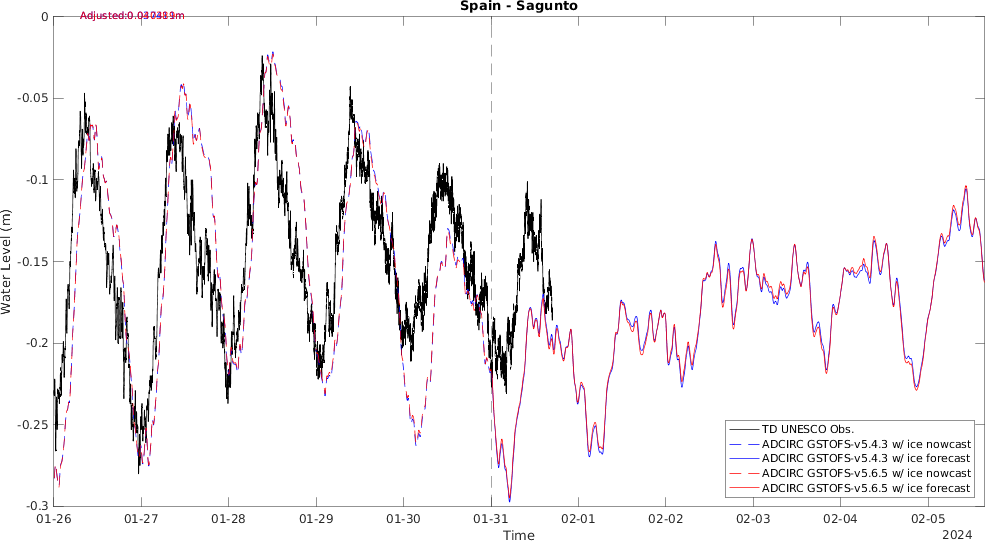 Spain - Sagunto
Adjusted:
0
-0.05
-0.1
-0.15
-0.2
-0.25
-0.3
Water Level (m)
01-26
01-27
01-28
01-29
01-30
01-31
02-01
02-02
02-03
02-04
02-05
Time
2024
TD UNESCO Obs.
ADCIRC GSTOFS-v5.4.3 w/ ice nowcast
ADCIRC GSTOFS-v5.4.3 w/ ice forecast
ADCIRC GSTOFS-v5.6.5 w/ ice nowcast
ADCIRC GSTOFS-v5.6.5 w/ ice forecast